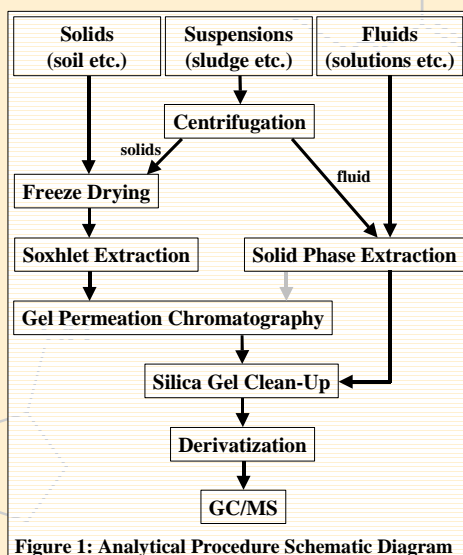 Solids
(soil etc.)
Suspensions
(sludge etc.)
Fluids
(solutions etc.)
Centrifugation
solids
fluid
Freeze Drying
Soxhlet Extraction
Solid Phase Extraction
Gel Permeation Chromatography
Silica Gel Clean-Up
Derivatization
GC/MS
Figure 1: Analytical Procedure Schematic Diagram